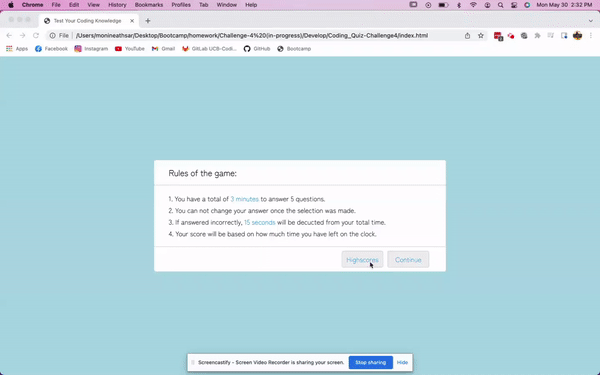 Chrome File Edit View History Bookmarks Profiles Tab Window Help Mon May 30 2:32 PM
Test Your Coding Knowledge
File /Users/monineathsar/Desktop/Bootcamp/homework/Challenge-4%20(in-progress)/Develop/Coding_Quiz-Challenge4/index.html
Apps Facebook Instagram YouTube Gmail GitLab UCB-Codi... GitHub Bootcamp
Rules of the game:
1. You have a total of 3 minutes to answer 5 questions.
2. You can not change your answer once the selection was made.
3. If answered incorrectly, 15 seconds will be decucted from your total time.
4. Your score will be based on how much time you have left on the clock.
Highscores Continue
Screencastify - Screen Video Recorder is sharing your screen. Stop sharing Hide